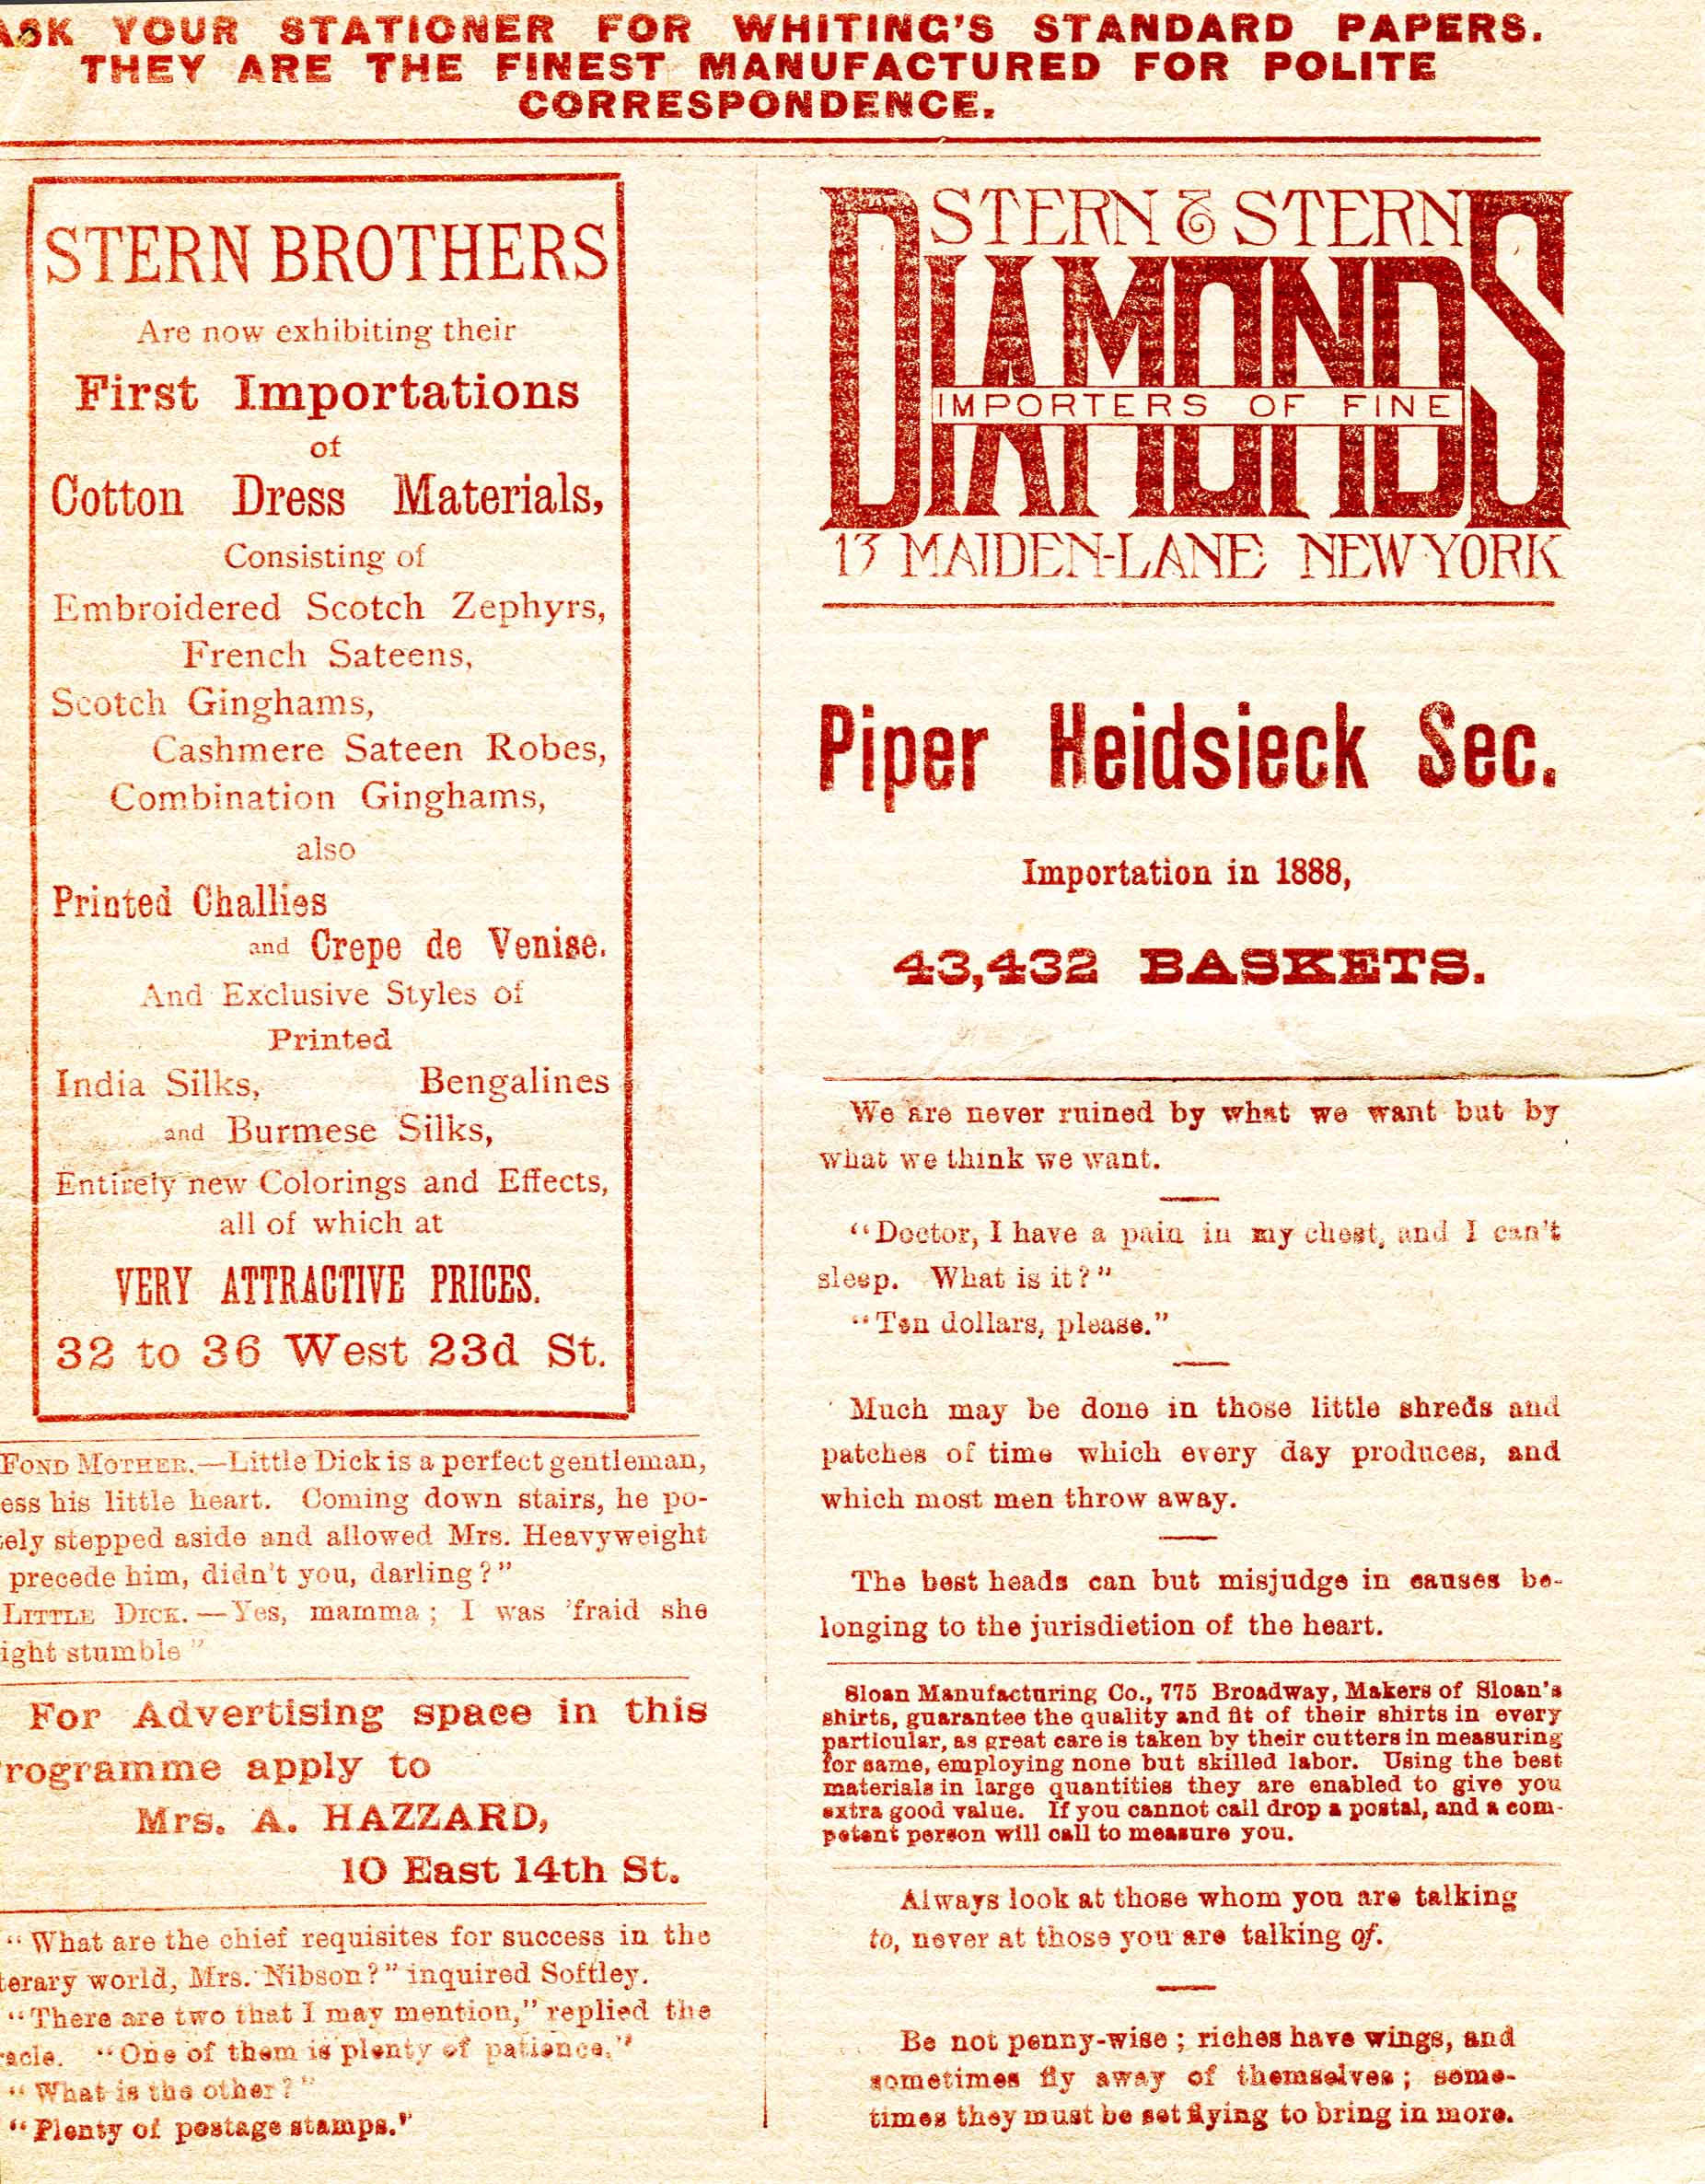 ASK YOUR STATIONER FOR WHITING'S STANDARD PAPERS.
THEY ARE THE FINEST MANUFACTURED FOR POLITE
CORRESPONDENCE.
STERN BROTHERS
Are now exhibiting their
First Importations
of
Cotton Dress Materials,
Consisting of
Embroidered Scotch Zephyrs,
French Sateens,
Scotch Ginghams,
Cashmere Sateen Robes,
Combination Ginghams,
also
Printed Challies
and Crepe de Venise.
And Exclusive Styles of
Printed
India Silks, Bengalines
and Burmese Silks,
Entirely new Colorings and Effects,
all of which at
VERY ATTRACTIVE PRICES.
32 to 36 West 23d St.
FOND MOTHER.—Little Dick is a perfect gentleman,
ess his little heart. Coming down stairs, he po-
ely stepped aside and allowed Mrs. Heavyweight
precede him, didn't you, darling?"
LITTLE DICK.—Yes, mamma; I was 'fraid she
ight stumble"
For Advertising space in this
rogramme apply to
Mrs. A. HAZZARD,
10 East 14th St.
"What are the chief requisites for success in the
terary world, Mrs. Nibson?" inquired Softley.
"There are two that I may mention," replied the
racle. "One of them is plenty of patience."
"What is the other?"
"Plenty of postage stamps."
STERN & STERN
DIAMONDS
IMPORTERS OF FINE
13 MAIDEN-LANE NEW YORK
Piper Heidsieck Sec.
Importation in 1888,
43,432 BASKETS.
We are never ruined by what we want but by
what we think we want.
"Doctor, I have a pain in my chest, and I can't
sleep. What is it?"
"Ten dollars, please."
Much may be done in those little shreds and
patches of time which every day produces, and
which most men throw away.
The best heads can but misjudge in causes be-
longing to the jurisdiction of the heart.
Sloan Manufacturing Co., 775 Broadway, Makers of Sloan's
shirts, guarantee the quality and fit of their shirts in every
particular, as great care is taken by their cutters in measuring
for same, employing none but skilled labor. Using the best
materials in large quantities they are enabled to give you
extra good value. If you cannot call drop a postal, and a com-
petent person will call to measure you.
Always look at those whom you are talking
to, never at those you are talking of.
Be not penny-wise; riches have wings, and
sometimes fly away of themselves; some-
times they must be set flying to bring in more.